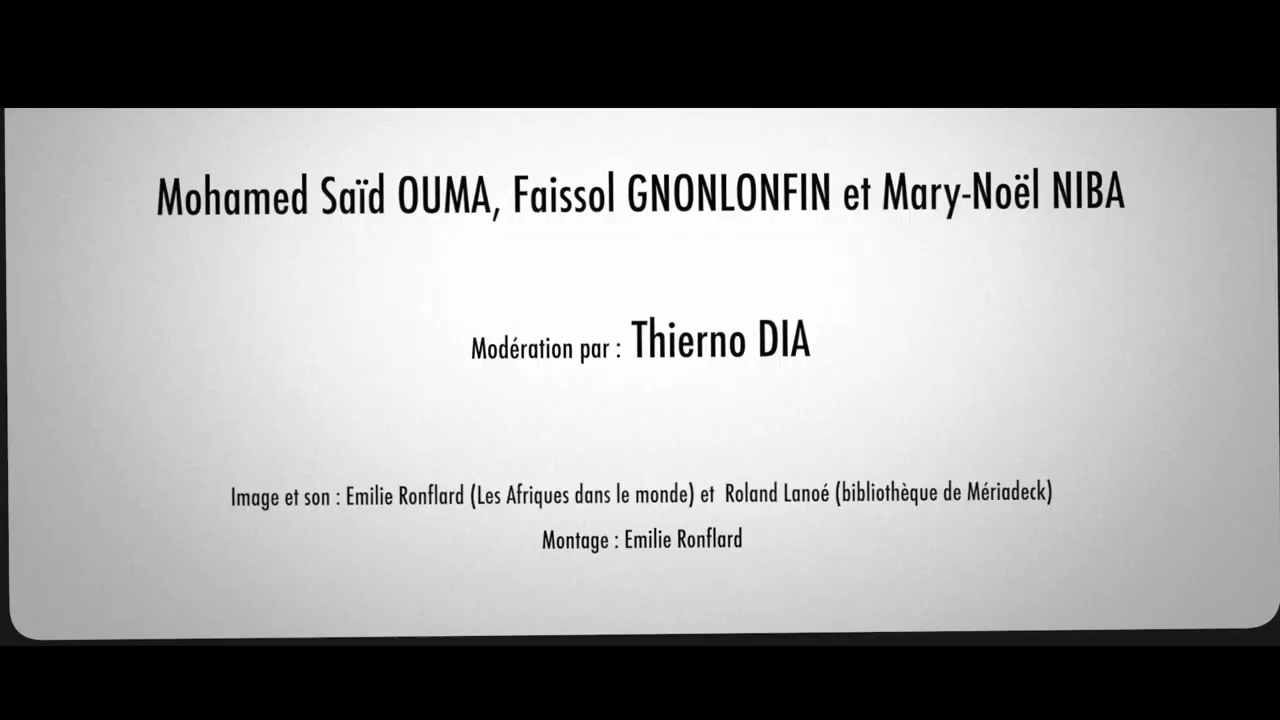 Mohamed Saïd OUMA, Faissol GNONLONFIN et Mary-Noël NIBA
Modération par : Thierno DIA
Image et son : Emilie Ronflard (Les Afriques dans le monde) et Roland Lanoé (bibliothèque de Mériadeck)
Montage : Emilie Ronflard